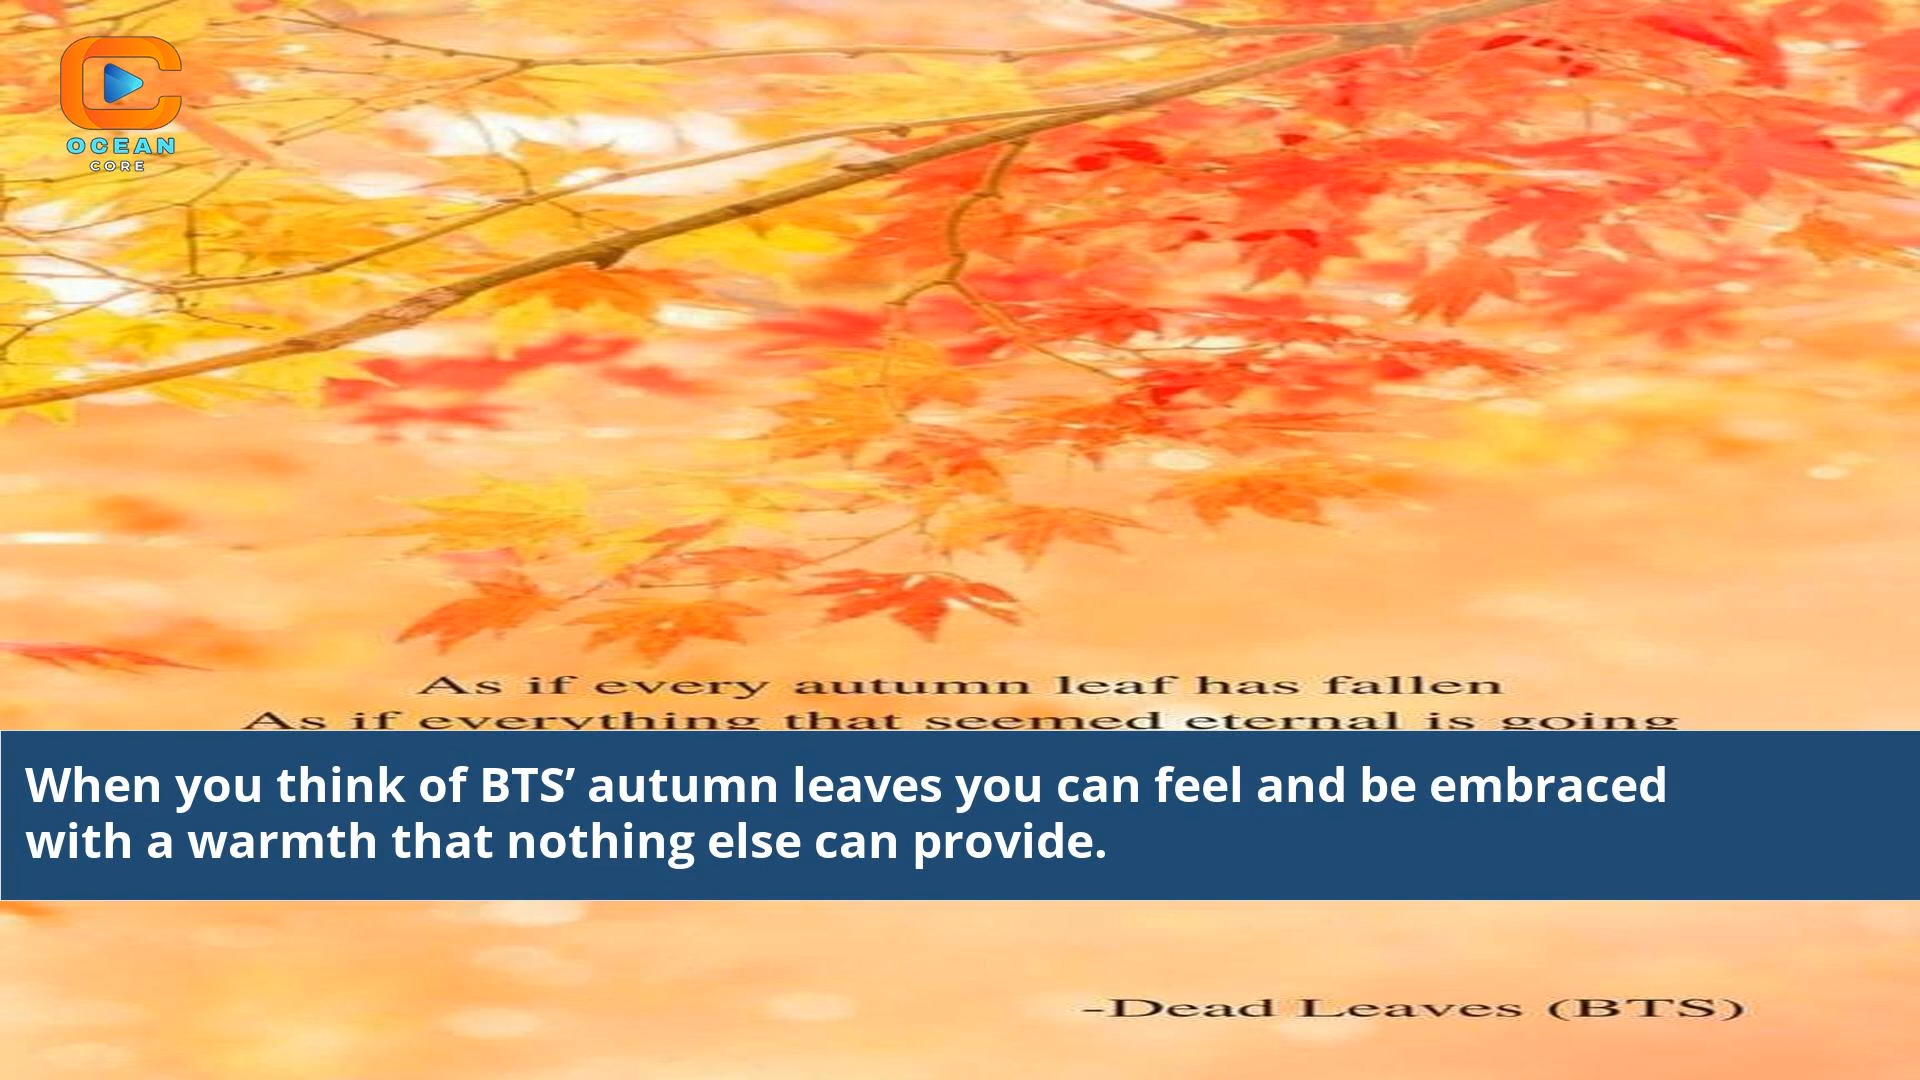 OCEAN
CORE
As if every autumn leaf has fallen
As if everything that seemed eternal is going
When you think of BTS’ autumn leaves you can feel and be embraced
with a warmth that nothing else can provide.
-Dead Leaves (BTS)